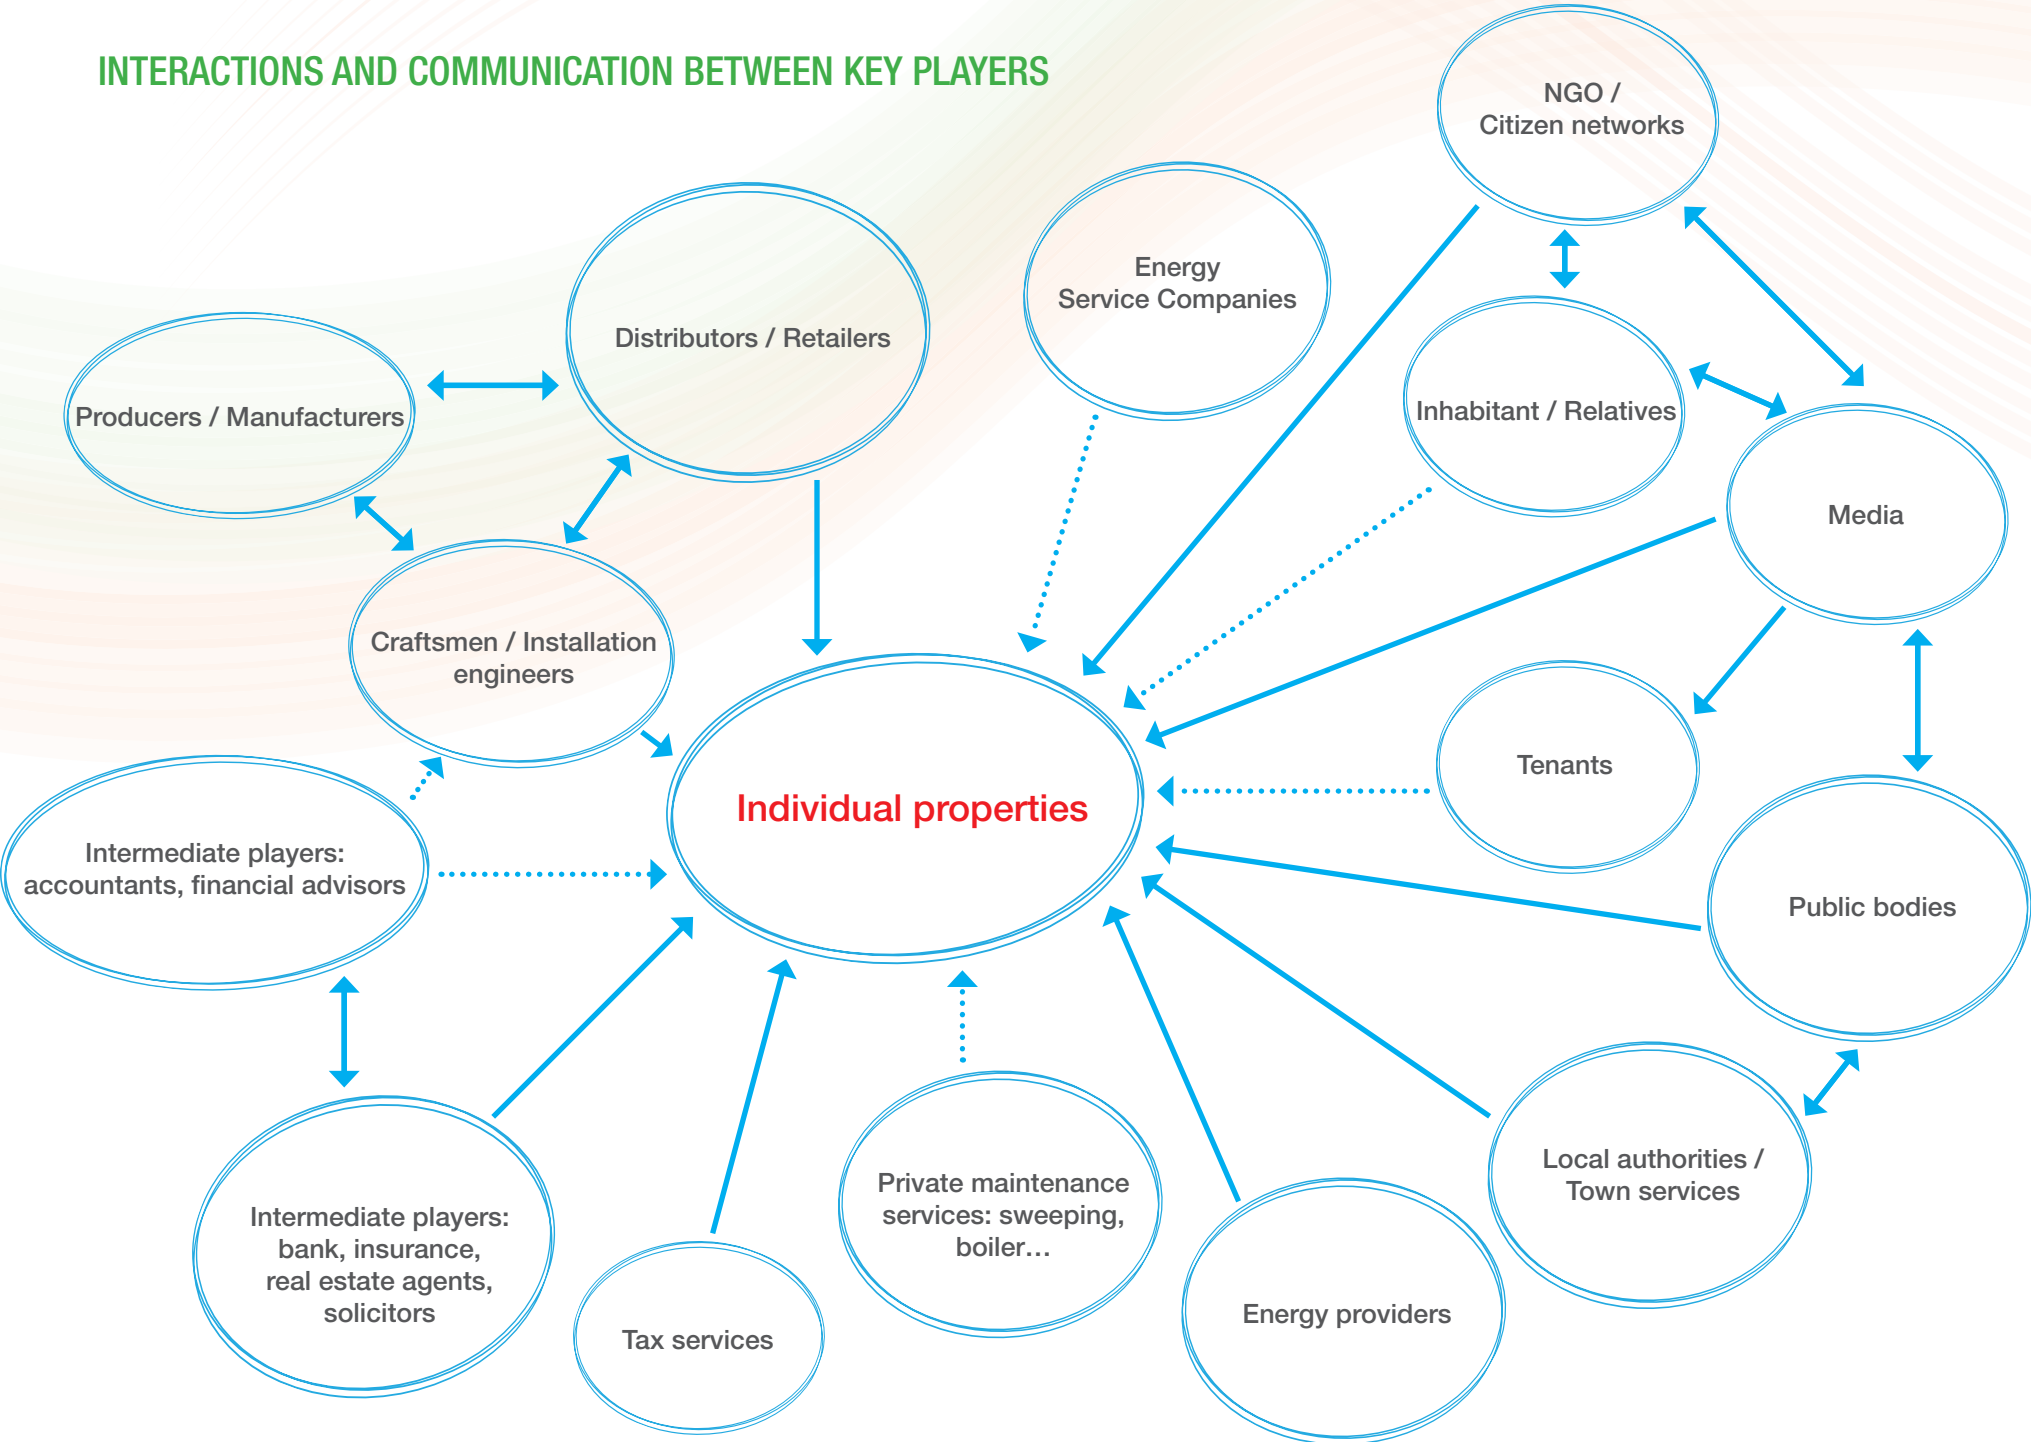 INTERACTIONS AND COMMUNICATION BETWEEN KEY PLAYERS
NGO /
Citizen networks
Energy
Service Companies
Distributors / Retailers
Producers / Manufacturers
Inhabitant / Relatives
Media
Craftsmen / Installation
engineers
Tenants
Individual properties
Intermediate players:
accountants, financial advisors
Public bodies
Local authorities /
Town services
Private maintenance
services: sweeping,
boiler…
Intermediate players:
bank, insurance,
real estate agents,
solicitors
Energy providers
Tax services